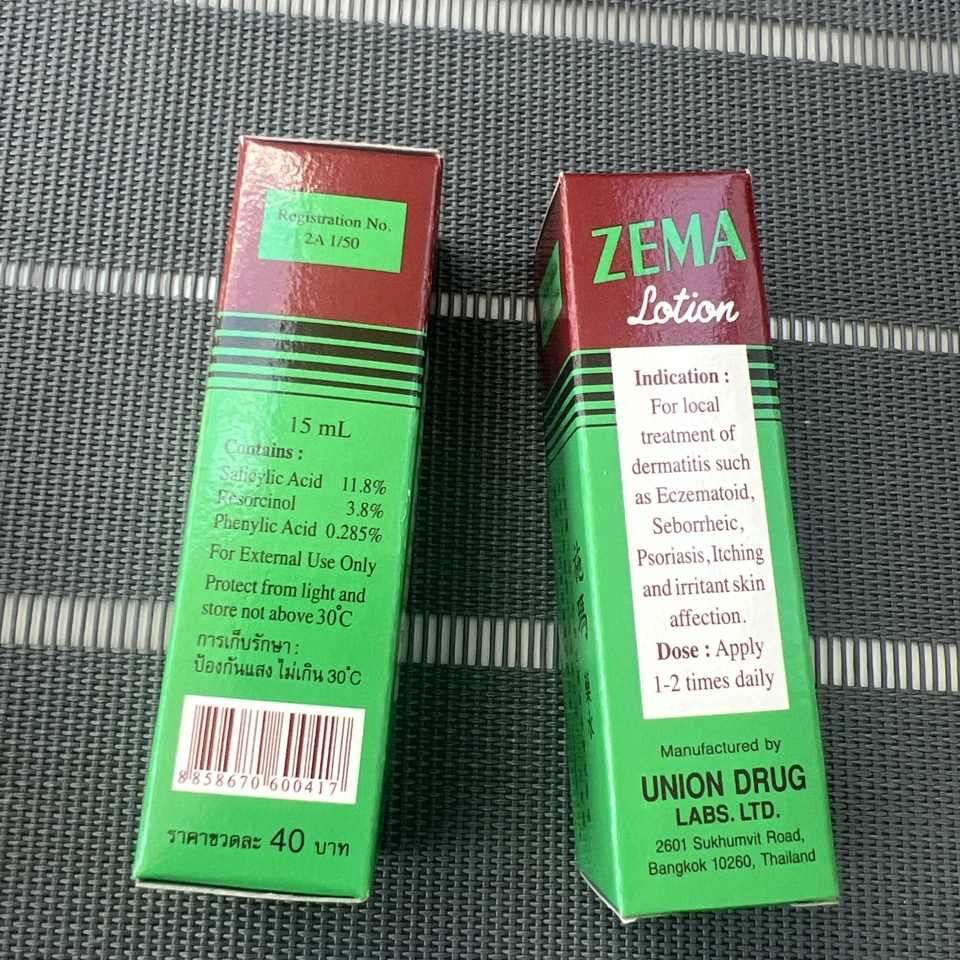 Registration No.
2A 1/50
15 mL
Contains :
Salicylic Acid 11.8%
Resorcinol 3.8%
Phenylic Acid 0.285%
For External Use Only
Protect from light and
store not above 30°C
การเก็บรักษา :
ป้องกันแสง ไม่เกิน 30°C
8 858670 600417
ราคาขวดละ 40 บาท
ZEMA
Lotion
Indication :
For local
treatment of
dermatitis such
as Eczematoid,
Seborrheic,
Psoriasis, Itching
and irritant skin
affection.
Dose : Apply
1-2 times daily
Manufactured by
UNION DRUG
LABS. LTD.
2601 Sukhumvit Road,
Bangkok 10260, Thailand